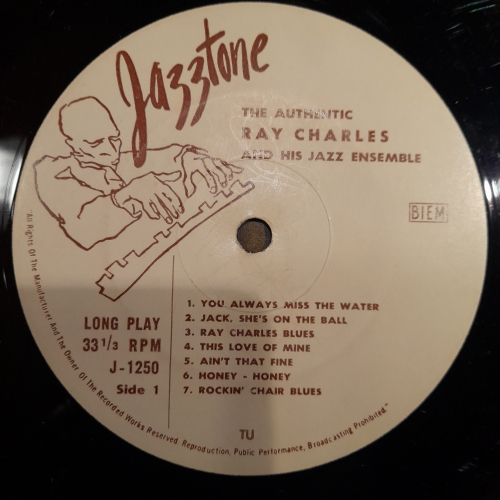 Jazztone
THE AUTHENTIC
RAY CHARLES
AND HIS JAZZ ENSEMBLE
BIEM
LONG PLAY
33 1/3 RPM
J-1250
Side 1
1. YOU ALWAYS MISS THE WATER
2. JACK, SHE'S ON THE BALL
3. RAY CHARLES BLUES
4. THIS LOVE OF MINE
5. AIN'T THAT FINE
6. HONEY - HONEY
7. ROCKIN' CHAIR BLUES
TU
"All Rights Of The Manufacturer And The Owner Of The Recorded Works Reserved. Reproduction, Public Performance, Broadcasting Prohibited."